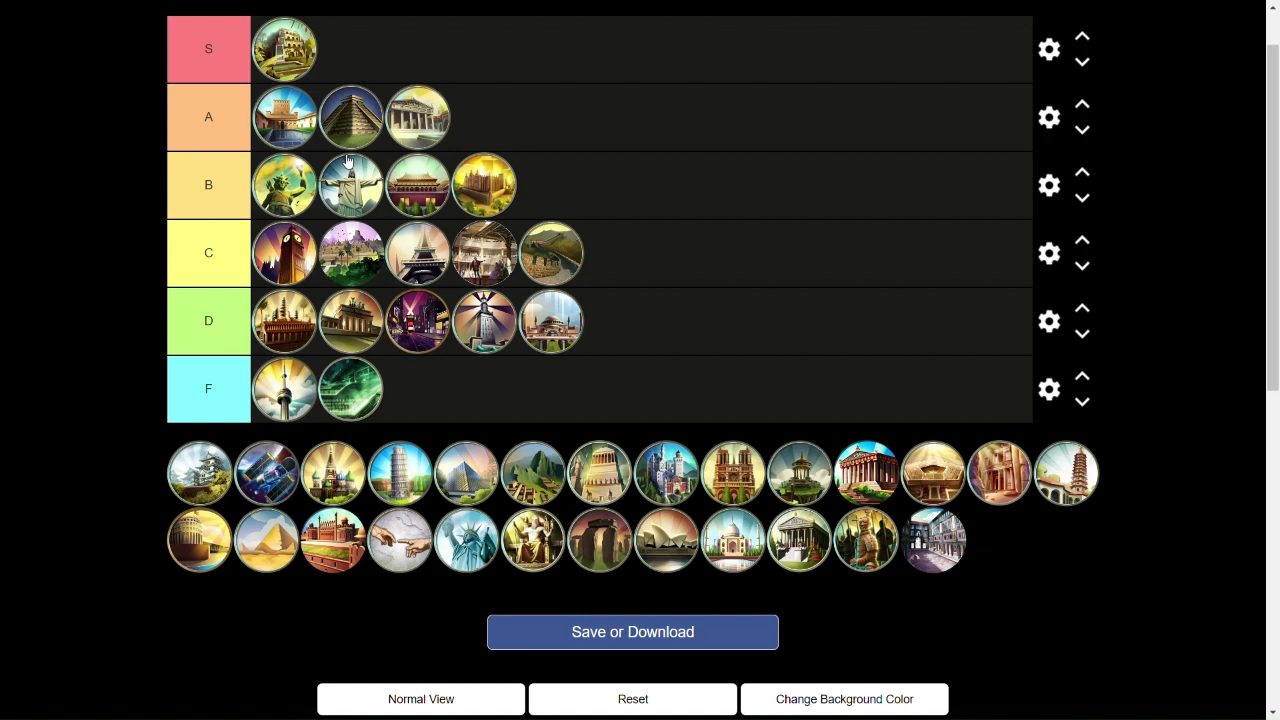 S
A
B
C
D
F
Save or Download
Normal View
Reset
Change Background Color